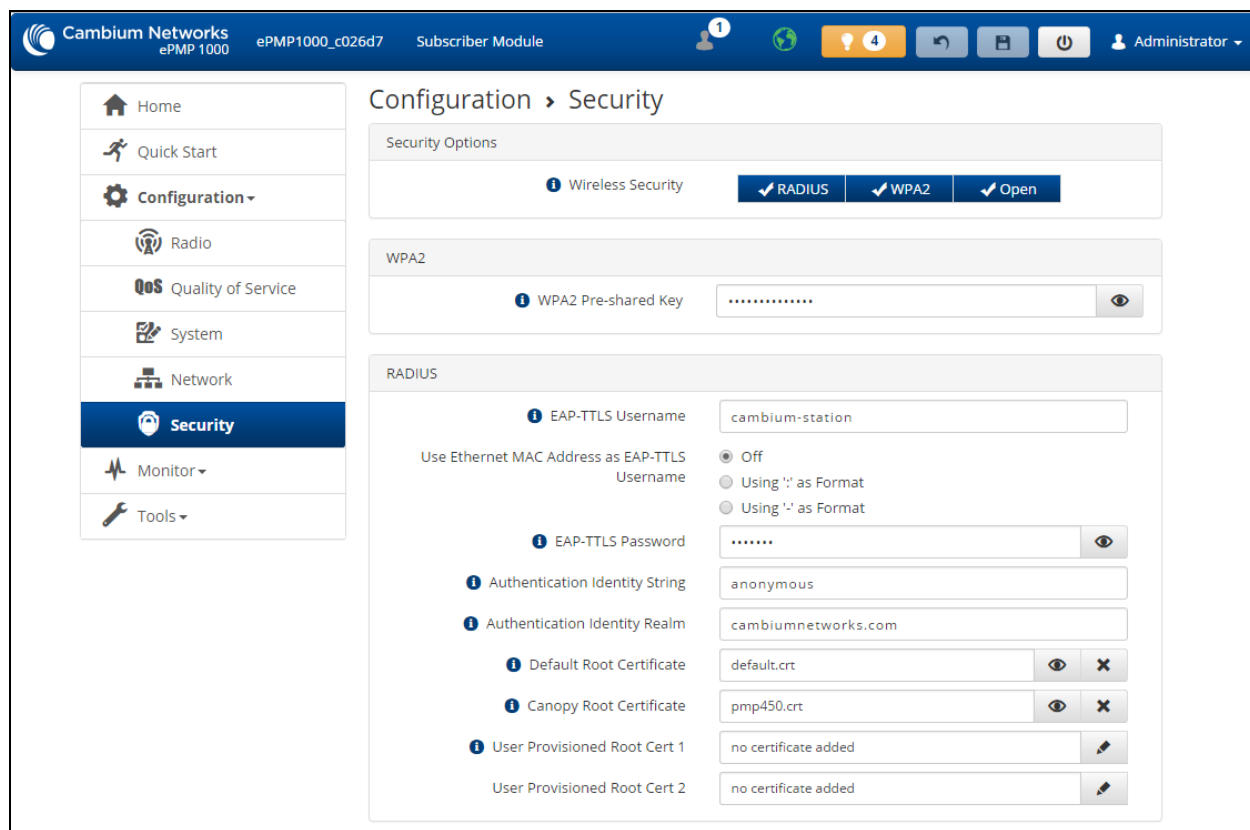 Cambium Networks
ePMP 1000
ePMP1000_c026d7
Subscriber Module
1
4
Administrator
Home
Quick Start
Configuration
Radio
QoS Quality of Service
System
Network
Security
Monitor
Tools
Configuration > Security
Security Options
Wireless Security
RADIUS
WPA2
Open
WPA2
WPA2 Pre-shared Key
••••••••••••••
RADIUS
EAP-TTLS Username
cambium-station
Use Ethernet MAC Address as EAP-TTLS
Username
Off
Using ':' as Format
Using '-' as Format
EAP-TTLS Password
•••••••
Authentication Identity String
anonymous
Authentication Identity Realm
cambiumnetworks.com
Default Root Certificate
default.crt
Canopy Root Certificate
pmp450.crt
User Provisioned Root Cert 1
no certificate added
User Provisioned Root Cert 2
no certificate added